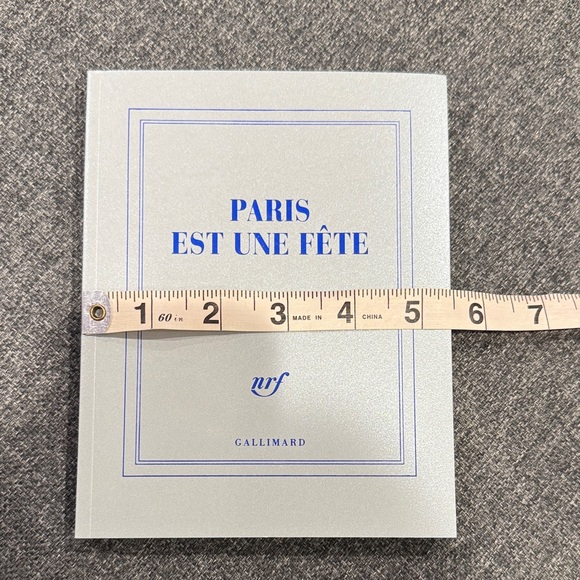 PARIS
EST UNE FÊTE
1 60 in 2 3 MADE IN 4 CHINA 5 6 7
nrf
GALLIMARD